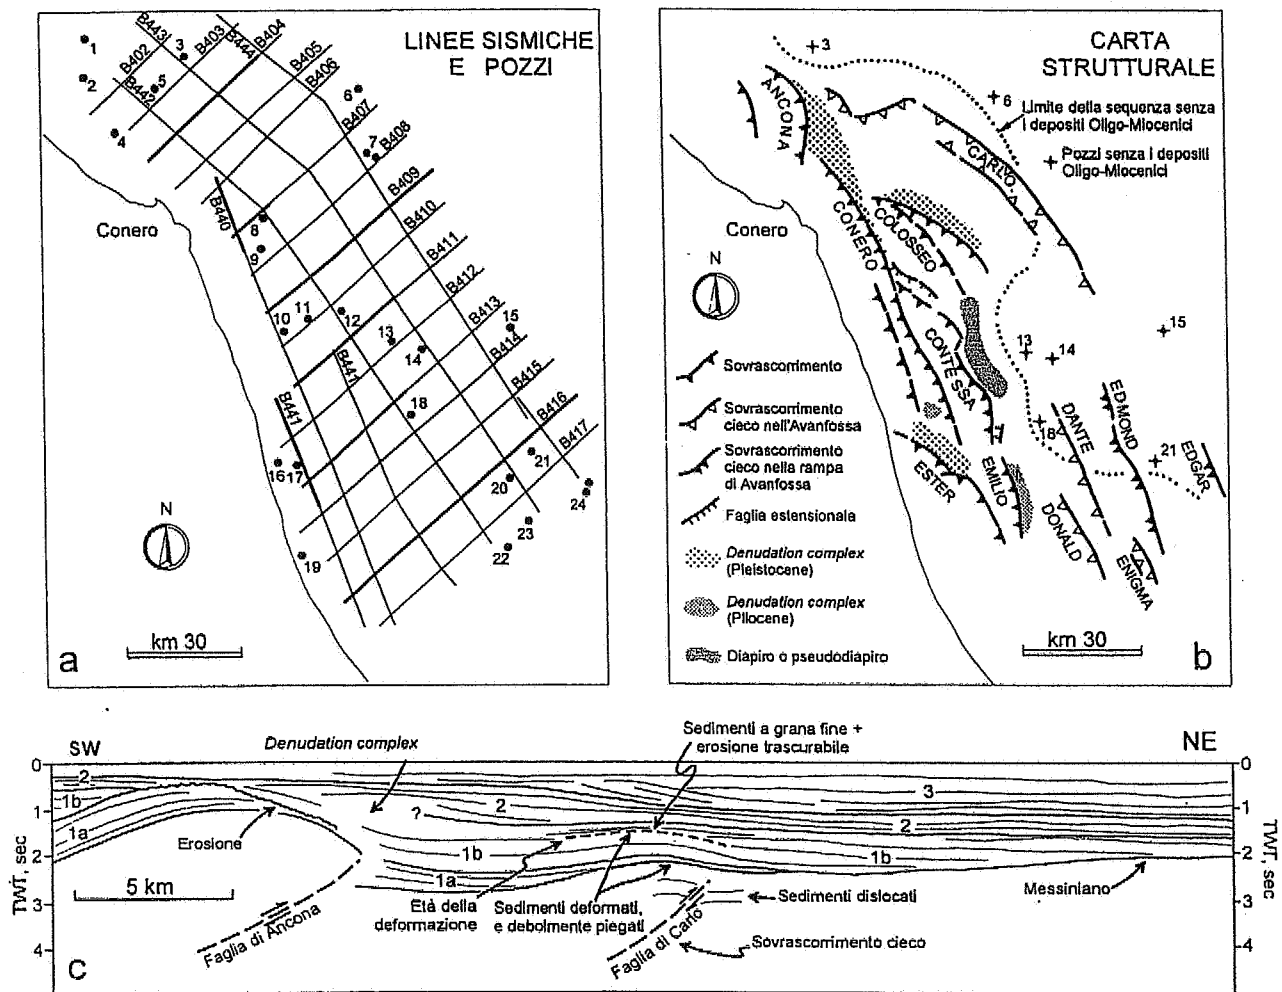 LINEE SISMICHE
E POZZI
B443
B402
B442
B403
B444
B404
B405
B406
B407
B408
B409
B410
B411
B412
B413
B414
B415
B416
B417
B440
B441
B441
1
2
3
4
5
6
7
8
9
10
11
12
13
14
15
16
17
18
19
20
21
22
23
24
Conero
N
km 30
a
CARTA
STRUTTURALE
3
6
Limite della sequenza senza
i depositi Oligo-Miocenici
Pozzi senza i depositi
Oligo-Miocenici
ANCONA
CARLO
CONERO
COLOSSEO
CONTESSA
Conero
N
13
14
15
18
21
DANTE
EDMOND
EDGAR
ESTER
EMILIO
DONALD
ENIGMA
Sovrascorrimento
Sovrascorrimento
cieco nell'Avanfossa
Sovrascorrimento
cieco nella rampa
di Avanfossa
Faglia estensionale
Denudation complex
(Pleistocene)
Denudation complex
(Pliocene)
Diapiro o pseudodiapiro
km 30
b
SW
Denudation complex
Sedimenti a grana fine +
erosione trascurabile
NE
0
1
2
3
4
TWT, sec
2
1b
1a
Erosione
?
2
3
2
1b
1b
1a
5 km
Età della
deformazione
Sedimenti deformati,
e debolmente piegati
Sedimenti dislocati
Messiniano
Faglia di Ancona
Faglia di Carlo
Sovrascorrimento cieco
0
1
2
3
4
TWT, sec
C